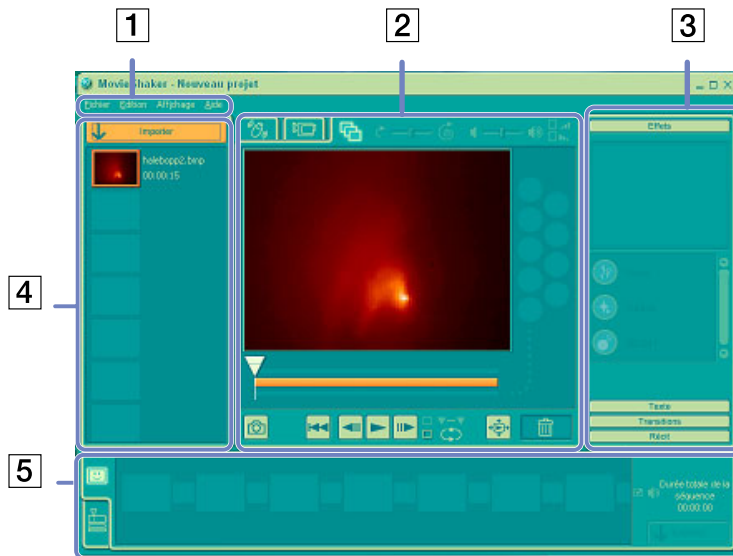 1
2
3
MovieShaker - Nouveau projet
Fichier Edition Affichage Aide
Importer
Effets
halebopp2.bmp
00:00:15
4
Texte
Transitions
Récit
5
Durée totale de la
séquence
00:00:00